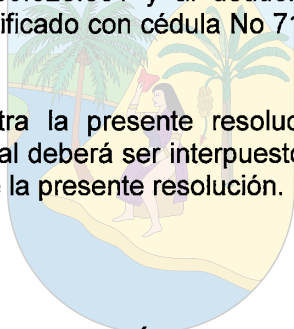 ificado con cédula No 71
tra la presente resoluc
al deberá ser interpuesto
e la presente resolución.